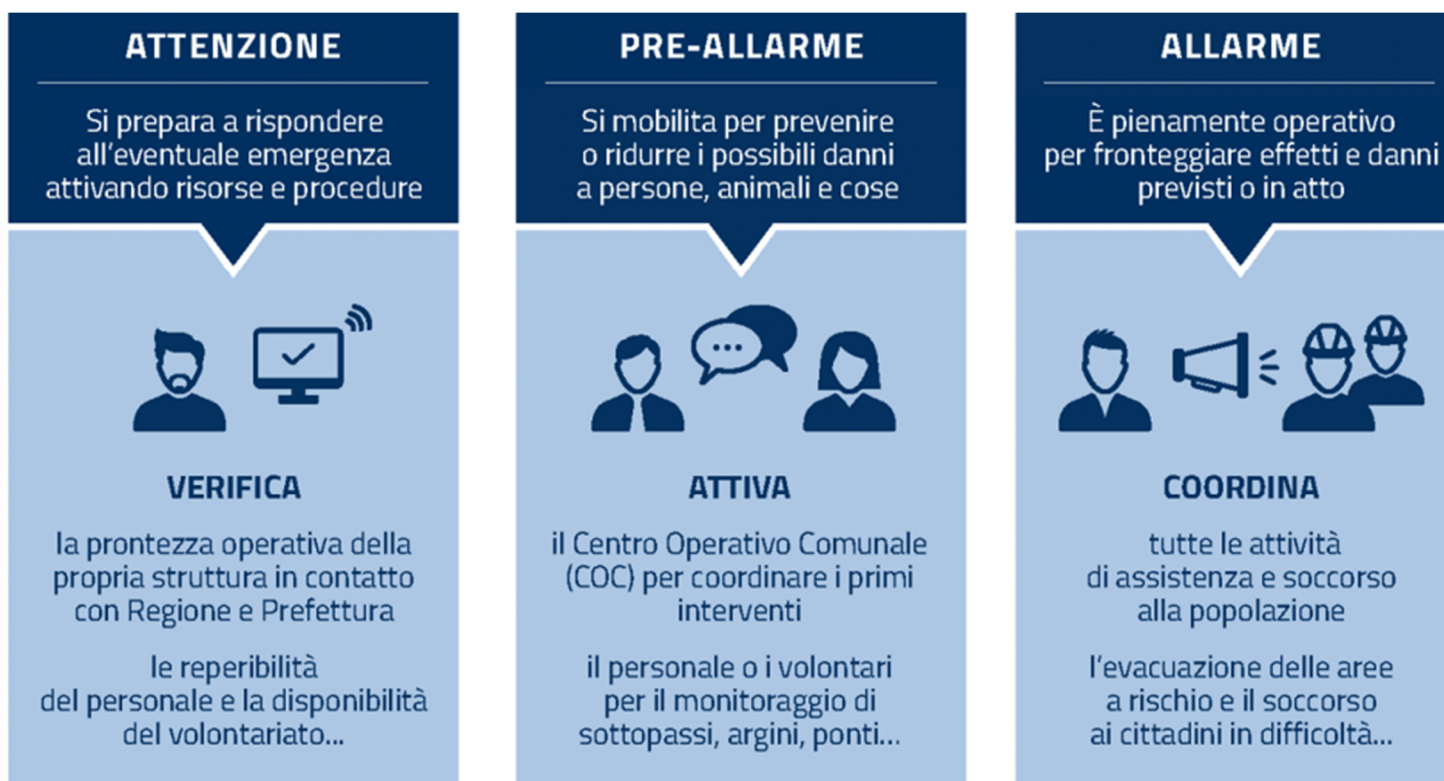 ATTENZIONE
Si prepara a rispondere
all'eventuale emergenza
attivando risorse e procedure
VERIFICA
la prontezza operativa della
propria struttura in contatto
con Regione e Prefettura
le reperibilità
del personale e la disponibilità
del volontariato...
PRE-ALLARME
Si mobilita per prevenire
o ridurre i possibili danni
a persone, animali e cose
ATTIVA
il Centro Operativo Comunale
(COC) per coordinare i primi
interventi
il personale o i volontari
per il monitoraggio di
sottopassi, argini, ponti...
ALLARME
È pienamente operativo
per fronteggiare effetti e danni
previsti o in atto
COORDINA
tutte le attività
di assistenza e soccorso
alla popolazione
l'evacuazione delle aree
a rischio e il soccorso
ai cittadini in difficoltà...